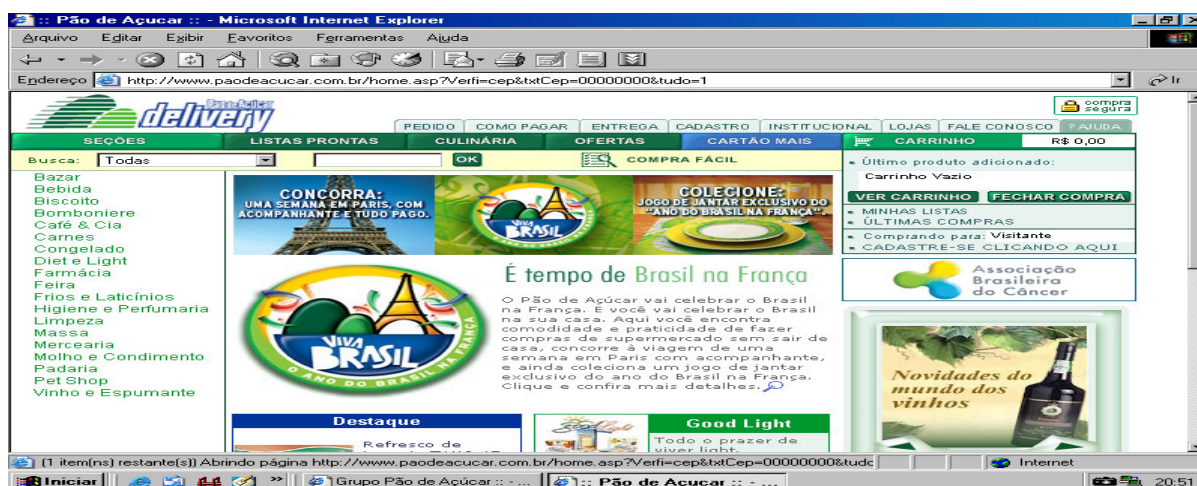 :: Pão de Açucar :: - Microsoft Internet Explorer
Arquivo Editar Exibir Favoritos Ferramentas Ajuda
Endereço http://www.paodeacucar.com.br/home.asp?Verfi=cep&txtCep=00000000&tudo=1 Ir
Pão de Açúcar
delivery
compra segura
PEDIDO COMO PAGAR ENTREGA CADASTRO INSTITUCIONAL LOJAS FALE CONOSCO ? AJUDA
SEÇÕES LISTAS PRONTAS CULINÁRIA OFERTAS CARTÃO MAIS CARRINHO R$ 0,00
Busca: Todas OK COMPRA FÁCIL
Bazar
Bebida
Biscoito
Bomboniere
Café & Cia
Carnes
Congelado
Diet e Light
Farmácia
Feira
Frios e Laticínios
Higiene e Perfumaria
Limpeza
Massa
Mercearia
Molho e Condimento
Padaria
Pet Shop
Vinho e Espumante
CONCORRA:
UMA SEMANA EM PARIS, COM
ACOMPANHANTE E TUDO PAGO.
BRASIL
COLECIONE:
JOGO DE JANTAR EXCLUSIVO DO
"ANO DO BRASIL NA FRANÇA".
VIVA
BRASIL
O ANO DO BRASIL NA FRANÇA
É tempo de Brasil na França
O Pão de Açúcar vai celebrar o Brasil
na França. E você vai celebrar o Brasil
na sua casa. Aqui você encontra
comodidade e praticidade de fazer
compras de supermercado sem sair de
casa, concorre à viagem de uma
semana em Paris com acompanhante,
e ainda coleciona um jogo de jantar
exclusivo do ano do Brasil na França.
Clique e confira mais detalhes.
Destaque
Refresco de
Good Light
Todo o prazer de
viver light.
Último produto adicionado:
Carrinho Vazio
VER CARRINHO FECHAR COMPRA
MINHAS LISTAS
ÚLTIMAS COMPRAS
Comprando para: Visitante
CADASTRE-SE CLICANDO AQUI
Associação
Brasileira
do Câncer
Novidades do
mundo dos
vinhos
(1 item(ns) restante(s)) Abrindo página http://www.paodeacucar.com.br/home.asp?Verfi=cep&txtCep=00000000&tudc Internet
Iniciar » Grupo Pão de Açúcar :: - ... :: Pão de Açucar :: - ... 20:51